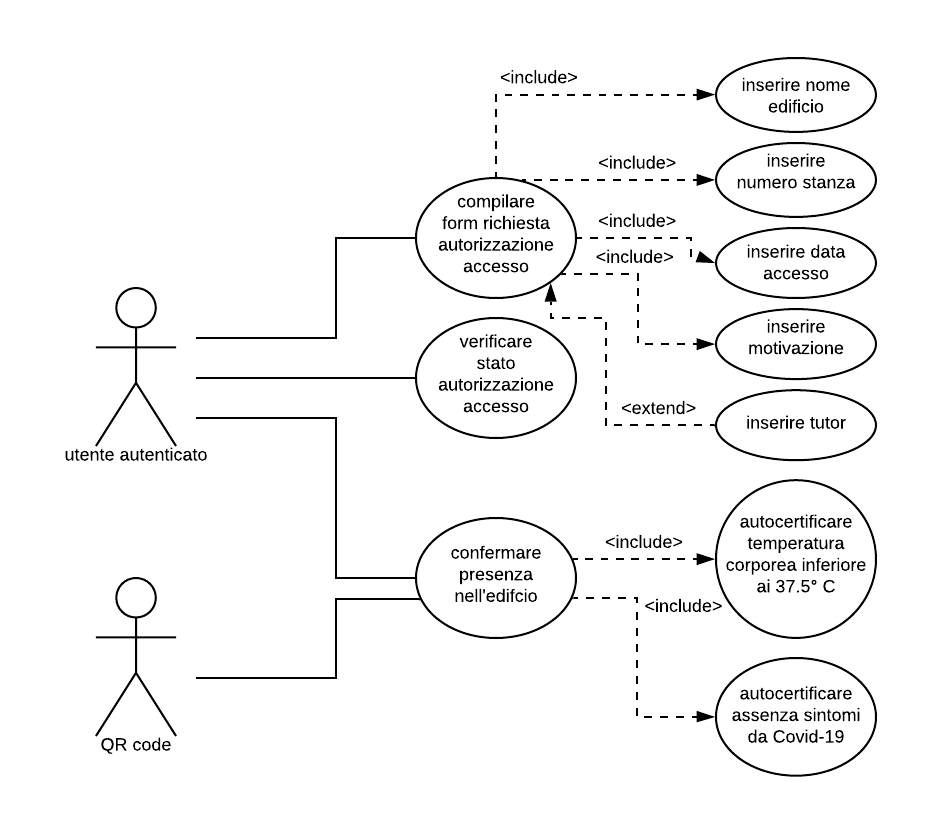 <include>
inserire nome
edificio
<include>
inserire
numero stanza
compilare
form richiesta
autorizzazione
accesso
<include>
inserire data
accesso
<include>
inserire
motivazione
verificare
stato
autorizzazione
accesso
<extend>
inserire tutor
utente autenticato
autocertificare
temperatura
corporea inferiore
ai 37.5° C
<include>
confermare
presenza
nell'edifcio
<include>
autocertificare
assenza sintomi
da Covid-19
QR code